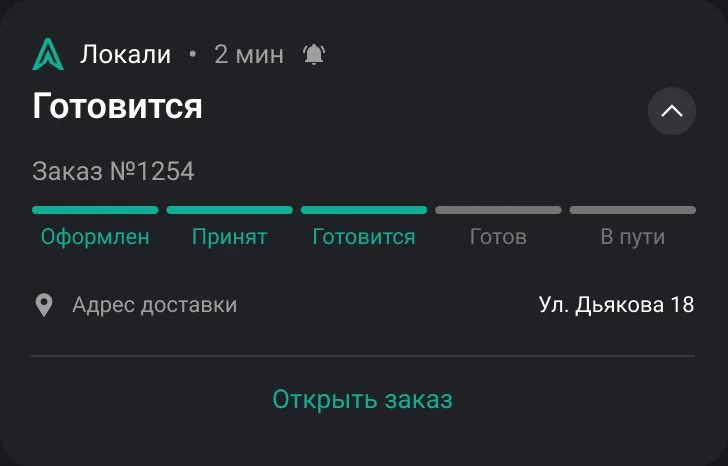 Локали • 2 мин
Готовится
Заказ №1254
Оформлен Принят Готовится Готов В пути
Адрес доставки Ул. Дьякова 18
Открыть заказ